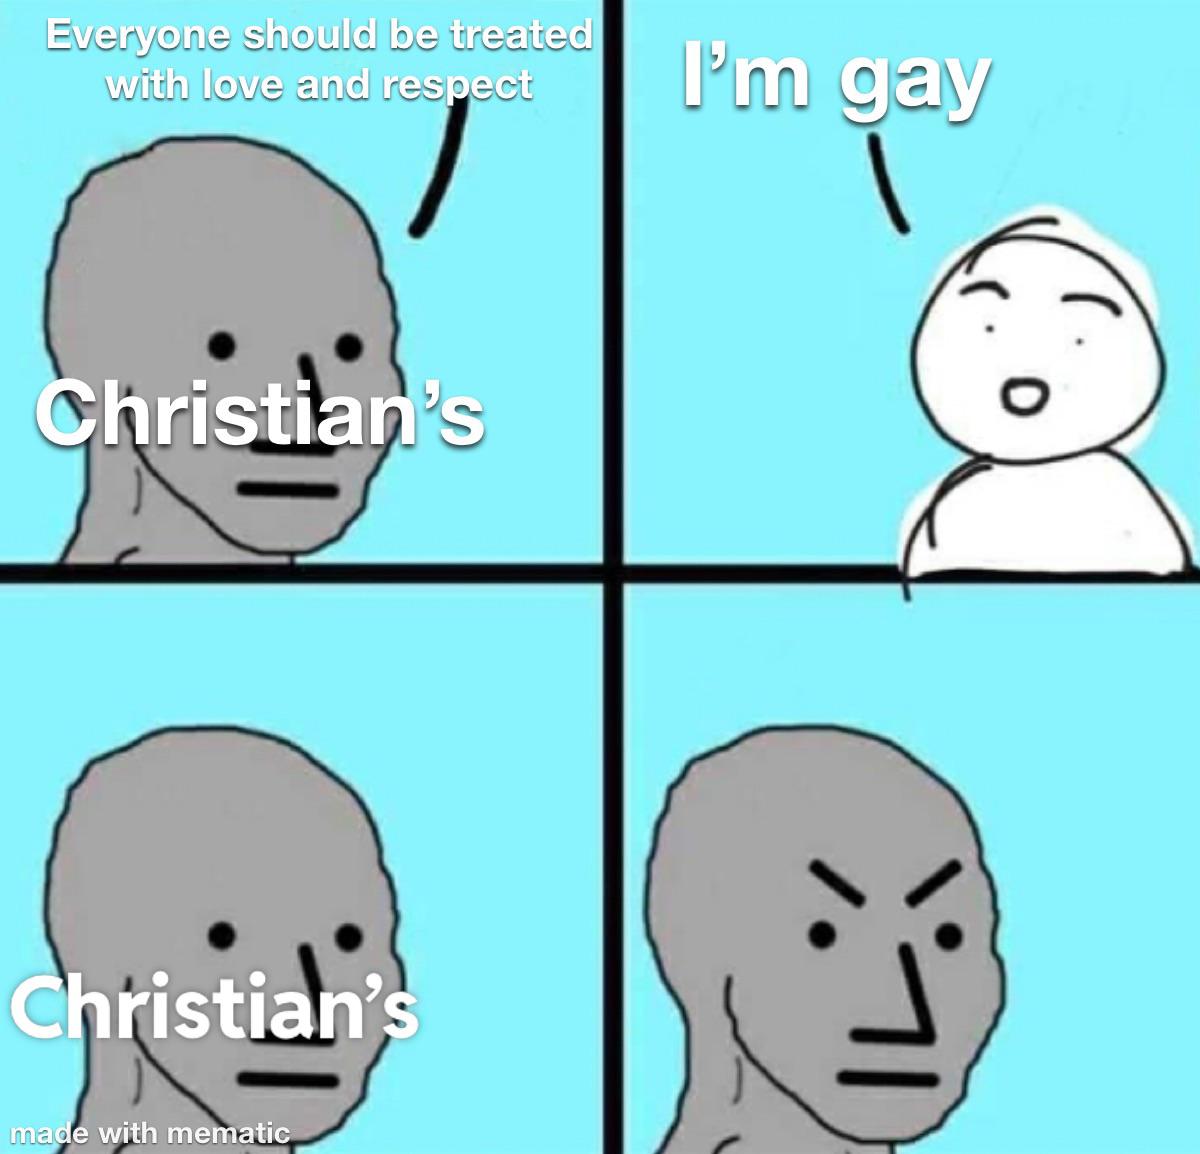 Everyone should be treated
with love and respect
I’m gay
Christian’s
Christian’s
made with mematic